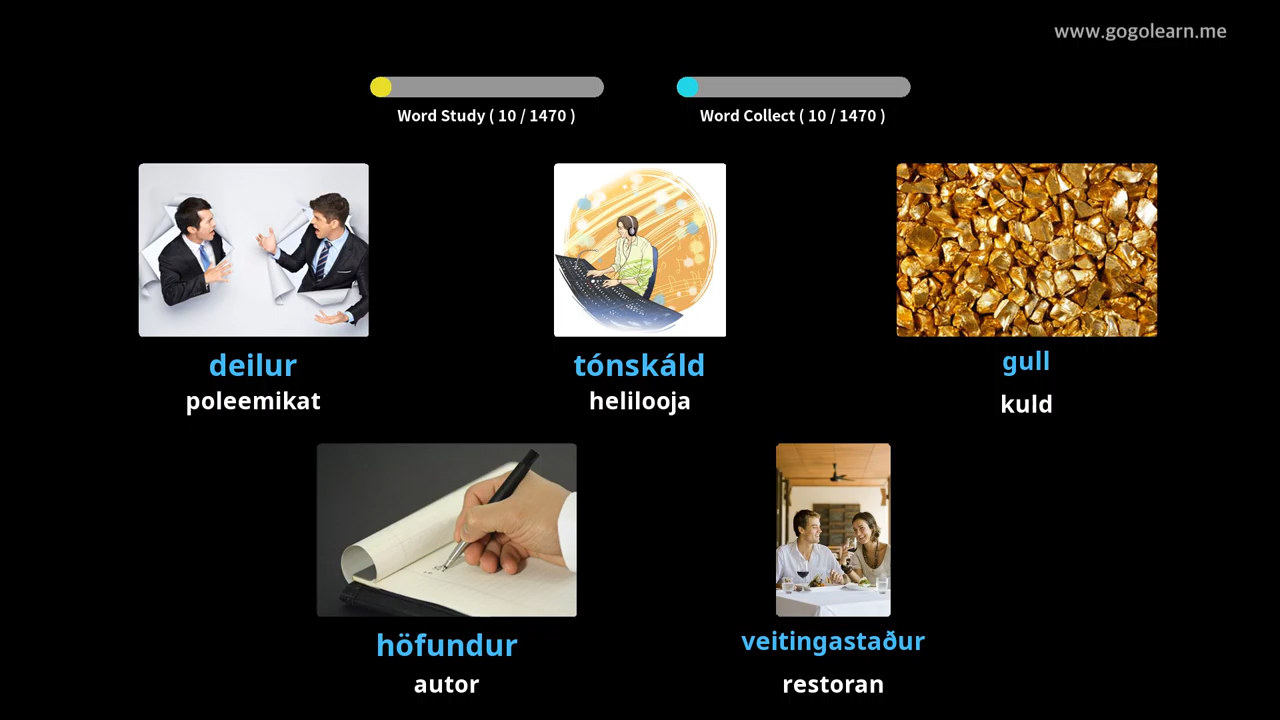 www.gogolearn.me
Word Study ( 10 / 1470 )
Word Collect ( 10 / 1470 )
deilur
poleemikat
tónskáld
helilooja
gull
kuld
höfundur
autor
veitingastaður
restoran